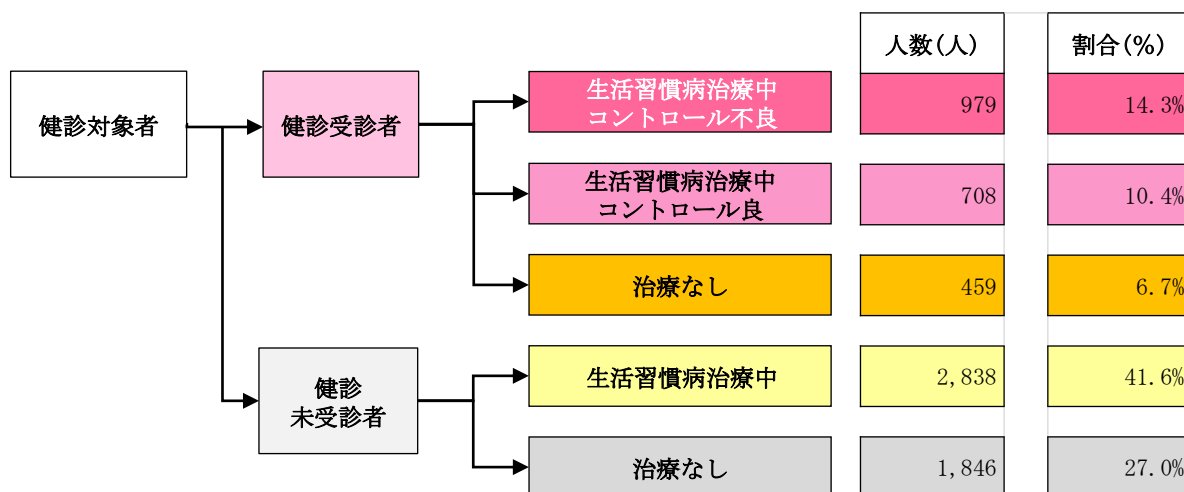 人数(人)
割合(%)
健診対象者
健診受診者
生活習慣病治療中
コントロール不良
979
14.3%
生活習慣病治療中
コントロール良
708
10.4%
治療なし
459
6.7%
健診
未受診者
生活習慣病治療中
2,838
41.6%
治療なし
1,846
27.0%